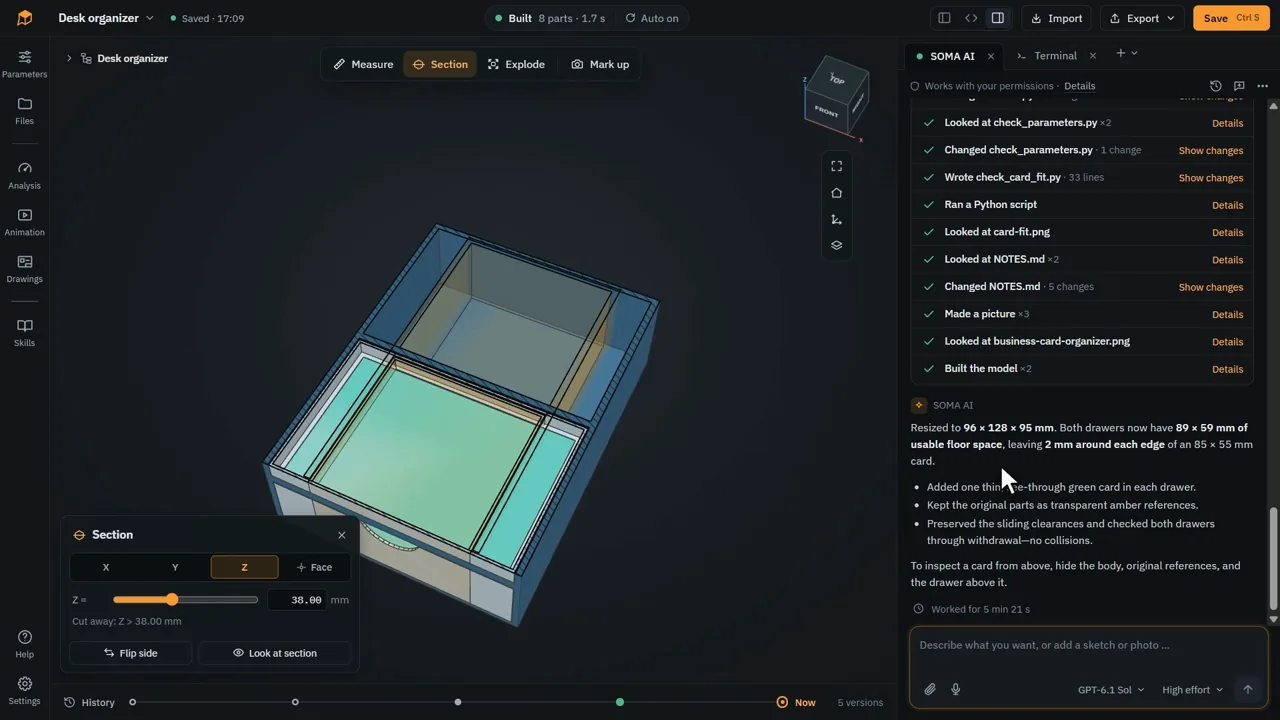 Desk organizer
Saved · 17:09
Built 8 parts · 1.7 s
Auto on
Import
Export
Save Ctrl S
Parameters
Files
Analysis
Animation
Drawings
Skills
Help
Settings
Desk organizer
Measure
Section
Explode
Mark up
TOP
FRONT
Z
X
Section
X
Y
Z
Face
Z =
38.00 mm
Cut away: Z > 38.00 mm
Flip side
Look at section
History
Now
5 versions
SOMA AI
Terminal
Works with your permissions · Details
Looked at check_parameters.py ×2 Details
Changed check_parameters.py · 1 change Show changes
Wrote check_card_fit.py · 33 lines Show changes
Ran a Python script Details
Looked at card-fit.png Details
Looked at NOTES.md ×2 Details
Changed NOTES.md · 5 changes Show changes
Made a picture ×3 Details
Looked at business-card-organizer.png Details
Built the model ×2 Details
SOMA AI
Resized to 96 × 128 × 95 mm. Both drawers now have 89 × 59 mm of
usable floor space, leaving 2 mm around each edge of an 85 × 55 mm
card.
Added one thin see-through green card in each drawer.
Kept the original parts as transparent amber references.
Preserved the sliding clearances and checked both drawers
through withdrawal—no collisions.
To inspect a card from above, hide the body, original references, and
the drawer above it.
Worked for 5 min 21 s
Describe what you want, or add a sketch or photo ...
GPT-6.1 Sol
High effort